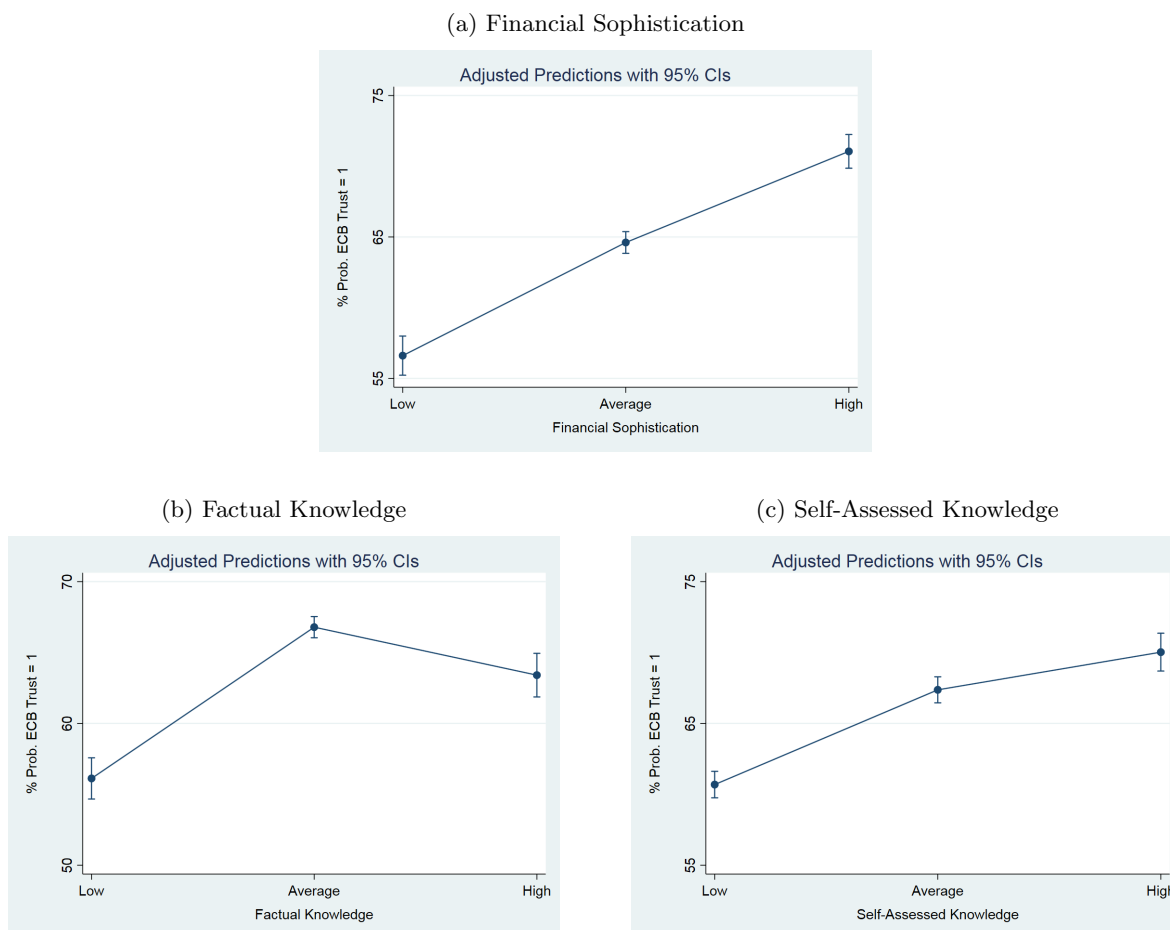 (a) Financial Sophistication
Adjusted Predictions with 95% CIs
% Prob. ECB Trust = 1
75
65
55
Low Average High
Financial Sophistication
(b) Factual Knowledge
Adjusted Predictions with 95% CIs
% Prob. ECB Trust = 1
70
60
50
Low Average High
Factual Knowledge
(c) Self-Assessed Knowledge
Adjusted Predictions with 95% CIs
% Prob. ECB Trust = 1
75
65
55
Low Average High
Self-Assessed Knowledge